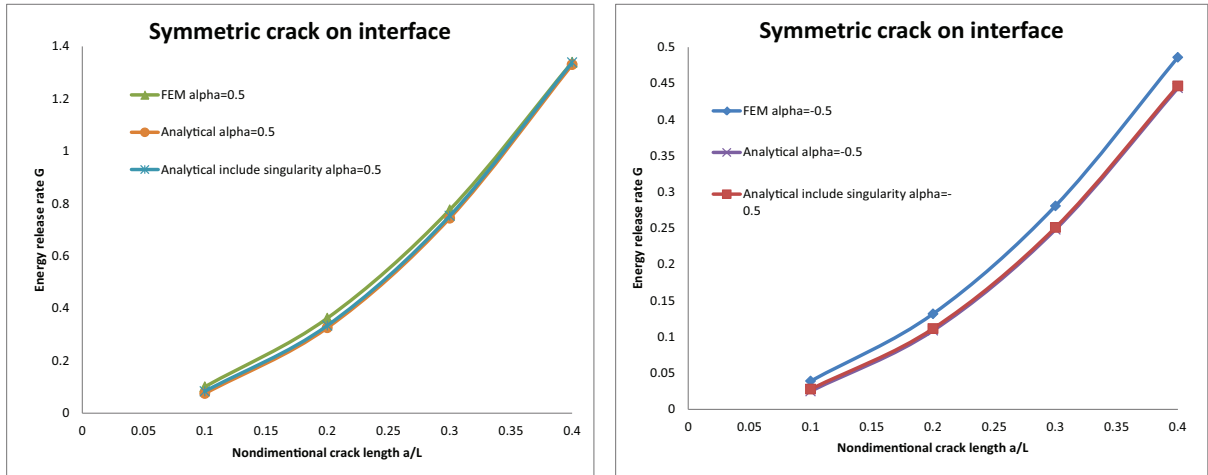 Symmetric crack on interface
1.4
1.2
1
0.8
0.6
0.4
0.2
0
Energy release rate G
FEM alpha=0.5
Analytical alpha=0.5
Analytical include singularity alpha=0.5
0 0.05 0.1 0.15 0.2 0.25 0.3 0.35 0.4
Nondimentional crack length a/L
Symmetric crack on interface
0.5
0.45
0.4
0.35
0.3
0.25
0.2
0.15
0.1
0.05
0
Energy release rate G
FEM alpha=-0.5
Analytical alpha=-0.5
Analytical include singularity alpha=-
0.5
0 0.05 0.1 0.15 0.2 0.25 0.3 0.35 0.4
Nondimentional crack length a/L